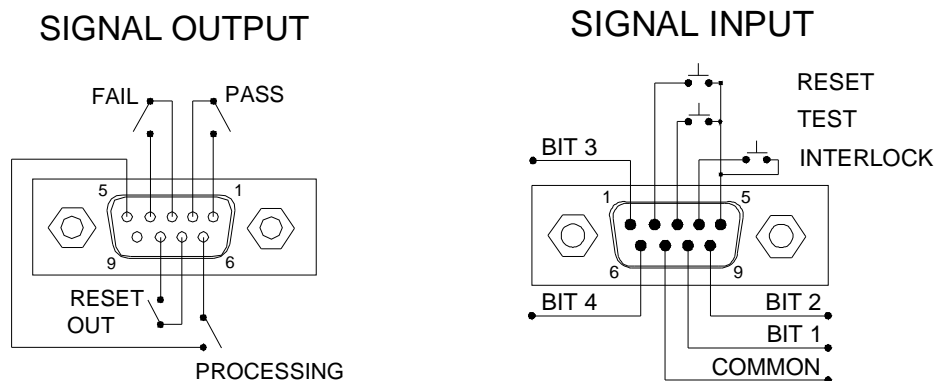 SIGNAL OUTPUT
FAIL
PASS
5
1
9
6
RESET
OUT
PROCESSING
SIGNAL INPUT
RESET
TEST
BIT 3
INTERLOCK
1
5
6
9
BIT 4
BIT 2
BIT 1
COMMON